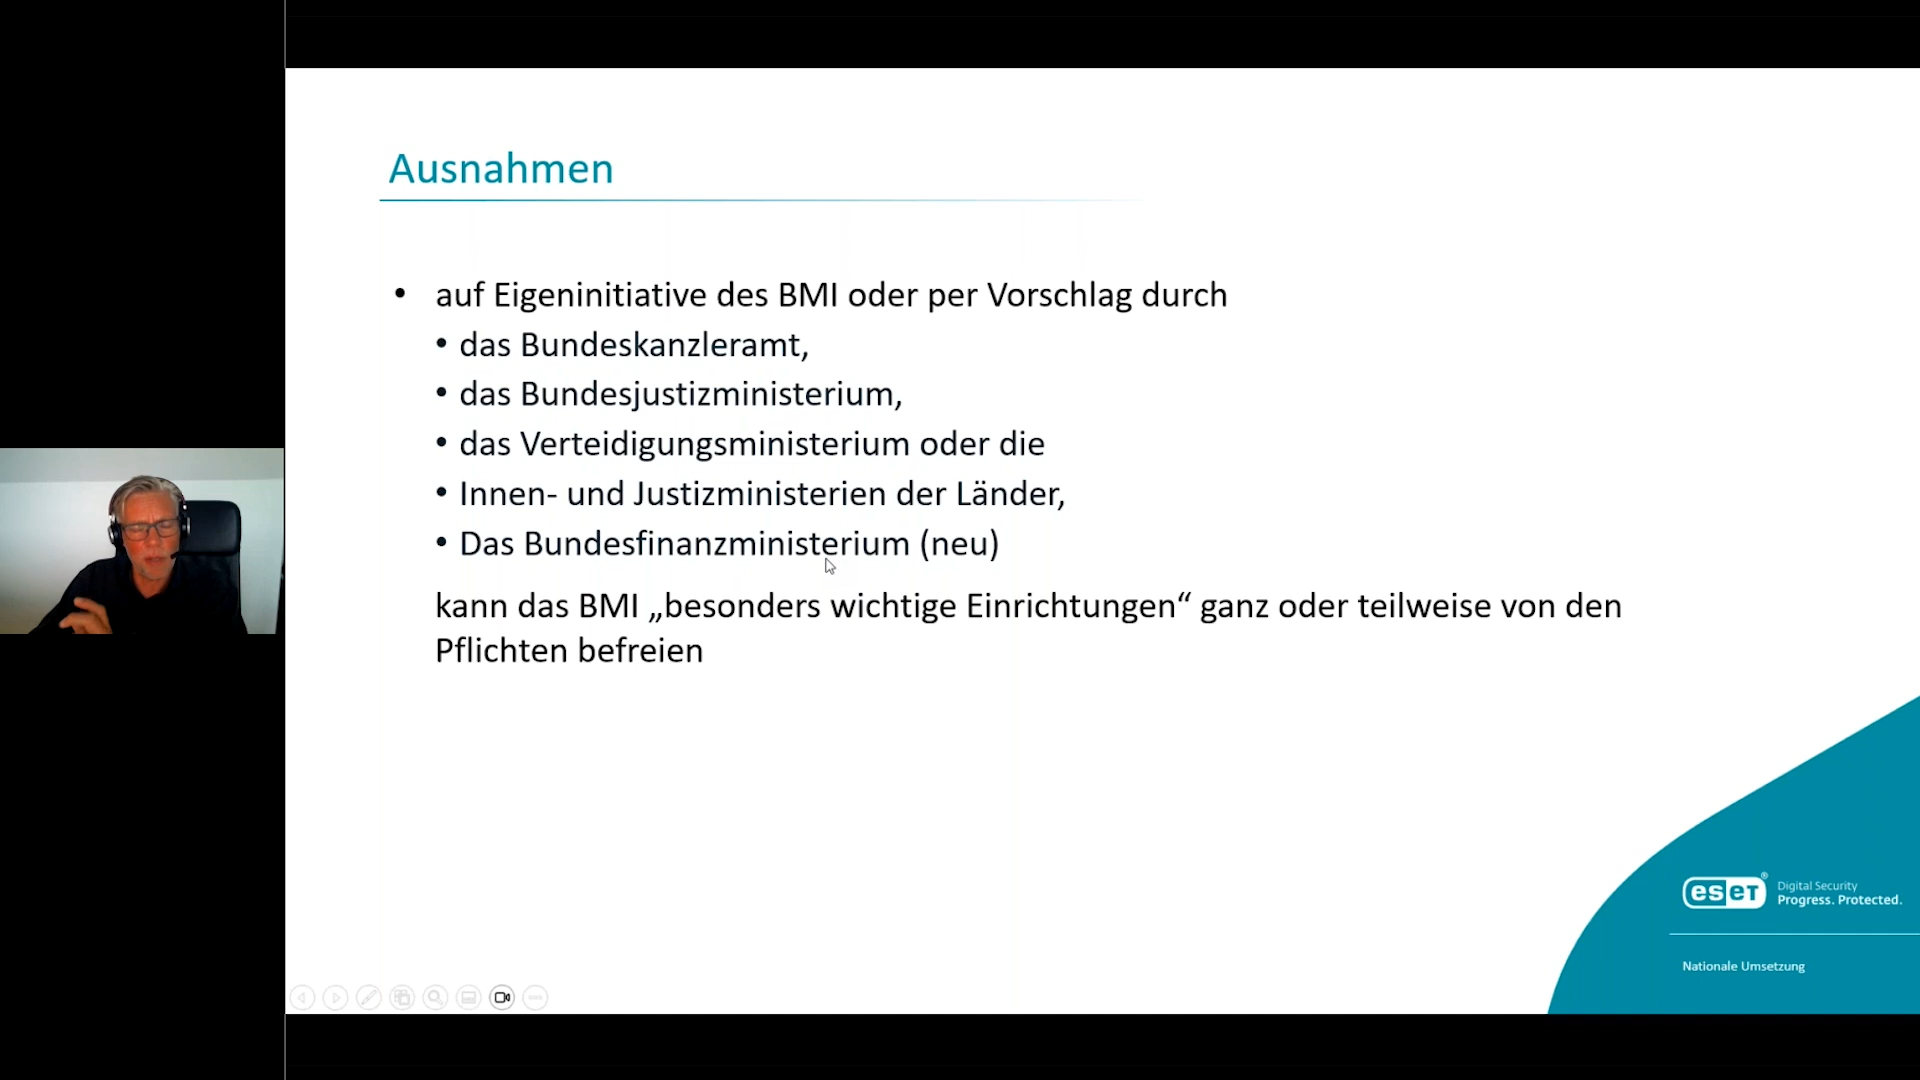 Ausnahmen
• auf Eigeninitiative des BMI oder per Vorschlag durch
• das Bundeskanzleramt,
• das Bundesjustizministerium,
• das Verteidigungsministerium oder die
• Innen- und Justizministerien der Länder,
• Das Bundesfinanzministerium (neu)
kann das BMI „besonders wichtige Einrichtungen“ ganz oder teilweise von den
Pflichten befreien
eseT® Digital Security
Progress. Protected.
Nationale Umsetzung